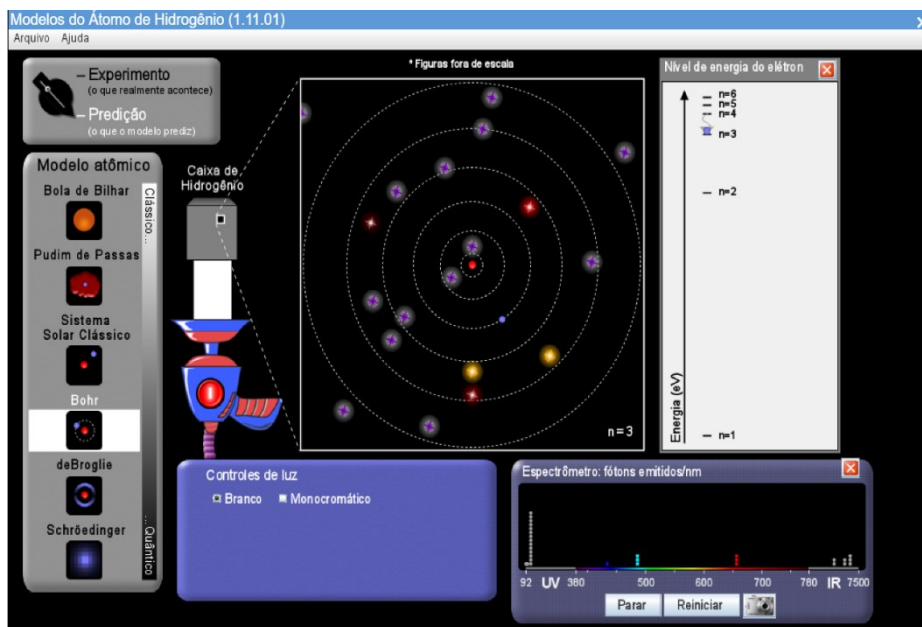 Modelos do Átomo de Hidrogênio (1.11.01)
Arquivo Ajuda
Experimento
(o que realmente acontece)
Predição
(o que o modelo prediz)
Modelo atômico
Bola de Bilhar
Pudim de Passas
Sistema
Solar Clássico
Bohr
deBroglie
Schröedinger
Clássico...
...Quântico
Caixa de
Hidrogênio
* Figuras fora de escala
n=3
Nível de energia do elétron
n=6
n=5
n=4
n=3
n=2
n=1
Energia (eV)
Controles de luz
Branco Monocromático
Espectrômetro: fótons emitidos/nm
92 UV 380 500 600 700 780 IR 7500
Parar Reiniciar